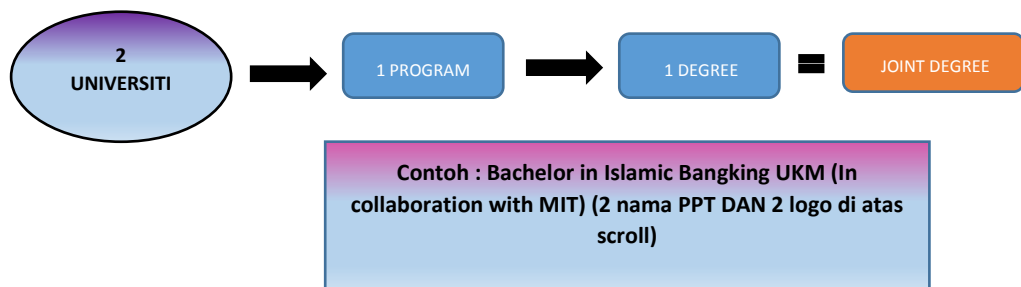 2
UNIVERSITI
1 PROGRAM
1 DEGREE
=
JOINT DEGREE
Contoh : Bachelor in Islamic Bangking UKM (In
collaboration with MIT) (2 nama PPT DAN 2 logo di atas
scroll)